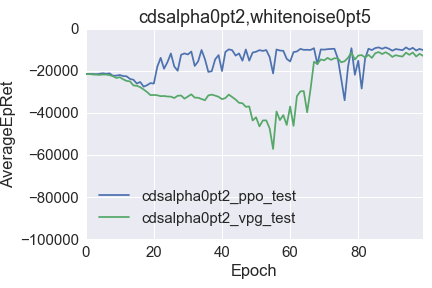 cdsalpha0pt2,whitenoise0pt5
0
−20000
−40000
−60000
−80000
−100000
AverageEpRet
cdsalpha0pt2_ppo_test
cdsalpha0pt2_vpg_test
0 20 40 60 80
Epoch